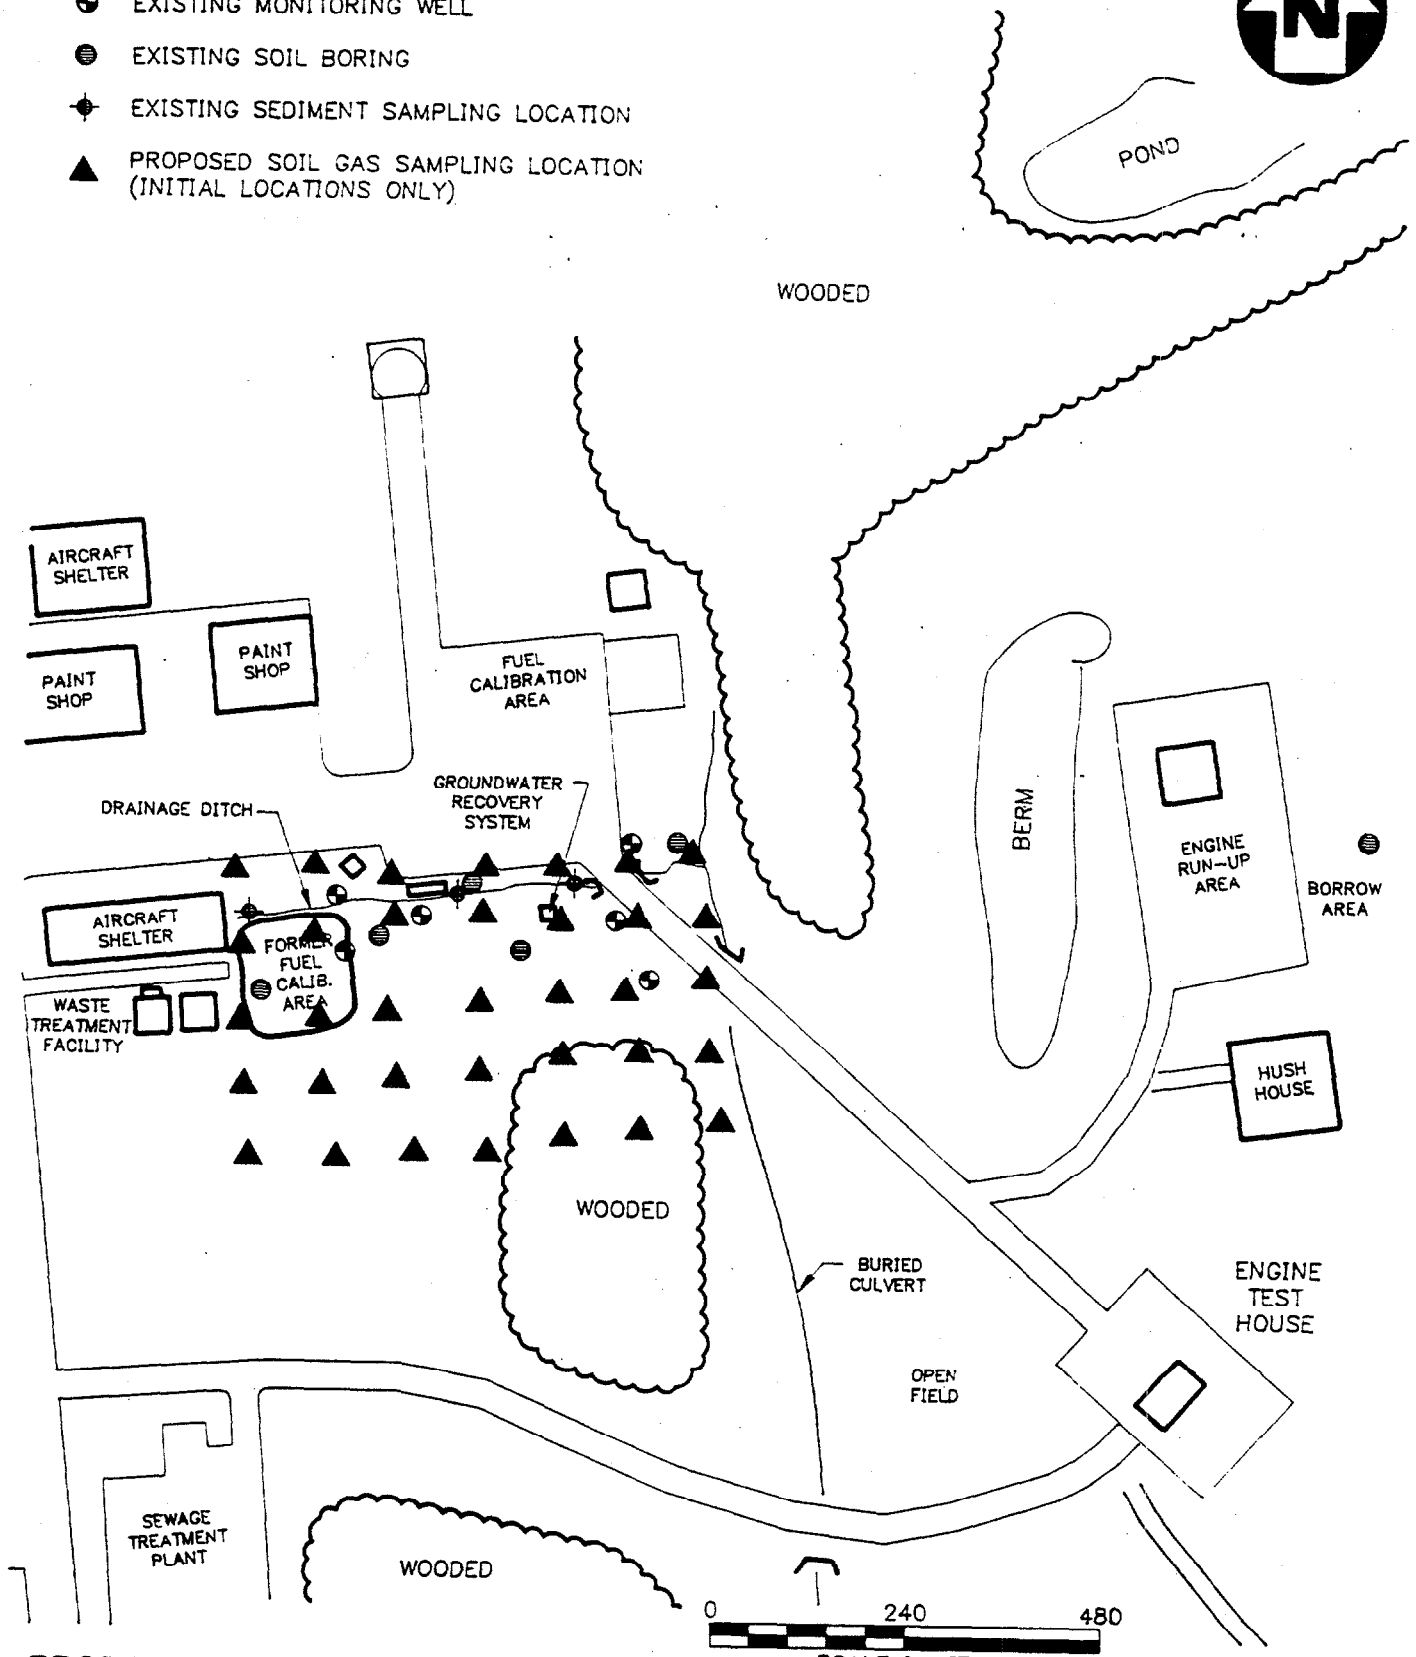 EXISTING MONITORING WELL
N
EXISTING SOIL BORING
EXISTING SEDIMENT SAMPLING LOCATION
PROPOSED SOIL GAS SAMPLING LOCATION
(INITIAL LOCATIONS ONLY)
POND
WOODED
AIRCRAFT
SHELTER
PAINT
SHOP
PAINT
SHOP
FUEL
CALIBRATION
AREA
GROUNDWATER
RECOVERY
SYSTEM
DRAINAGE DITCH
BERM
ENGINE
RUN-UP
AREA
BORROW
AREA
AIRCRAFT
SHELTER
FORMER
FUEL
CALIB.
AREA
WASTE
TREATMENT
FACILITY
HUSH
HOUSE
WOODED
BURIED
CULVERT
ENGINE
TEST
HOUSE
OPEN
FIELD
SEWAGE
TREATMENT
PLANT
WOODED
0 240 480